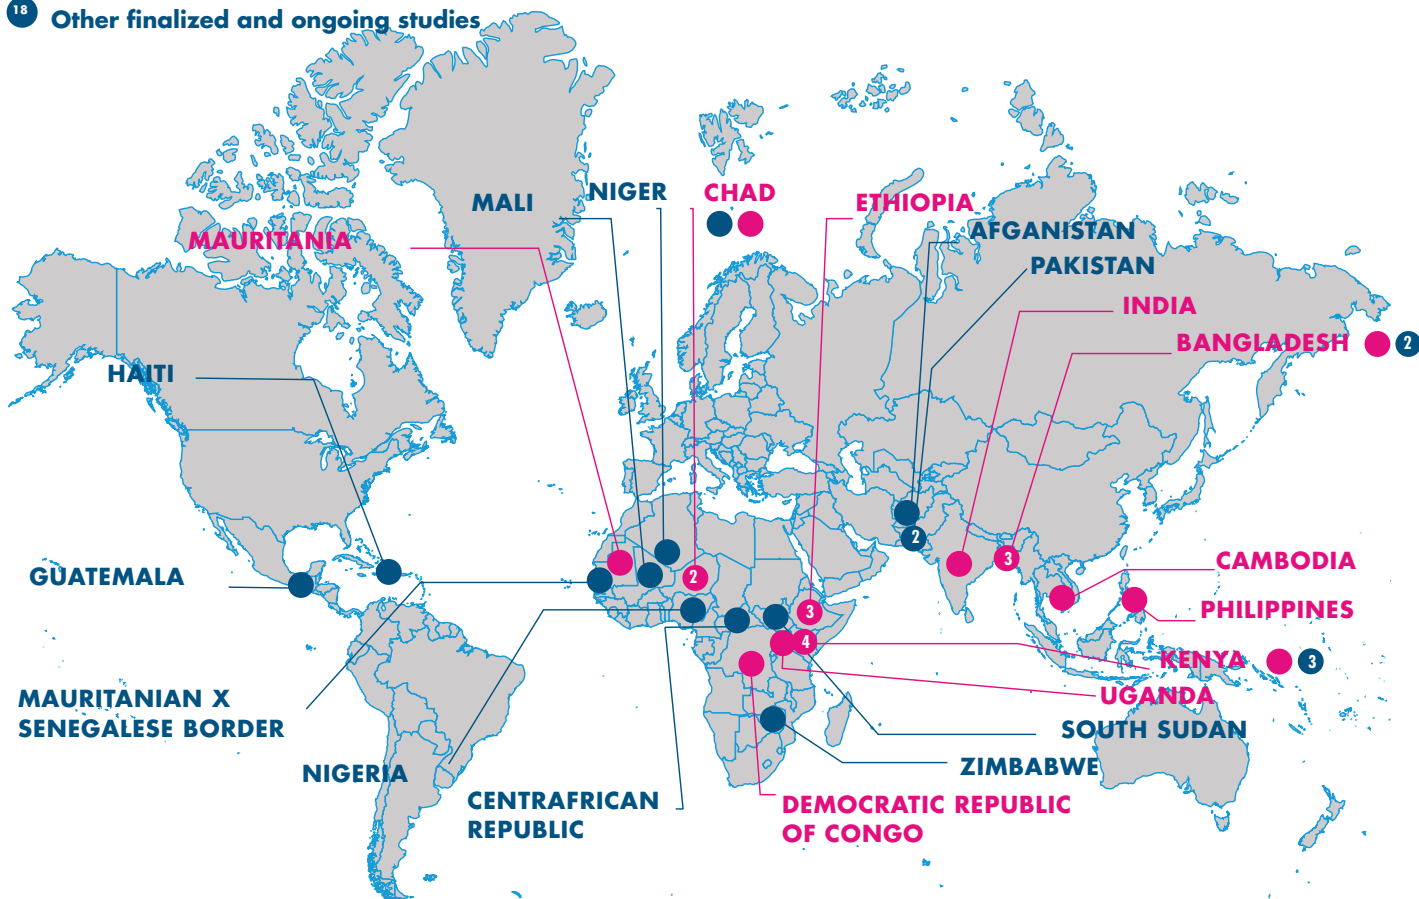 18 Other finalized and ongoing studies
MALI
NIGER
CHAD
ETHIOPIA
MAURITANIA
AFGANISTAN
PAKISTAN
INDIA
BANGLADESH 2
HAITI
2
3
CAMBODIA
GUATEMALA
2
3
PHILIPPINES
4
KENYA 3
MAURITANIAN X
SENEGALESE BORDER
UGANDA
SOUTH SUDAN
NIGERIA
ZIMBABWE
CENTRAFRICAN
REPUBLIC
DEMOCRATIC REPUBLIC
OF CONGO